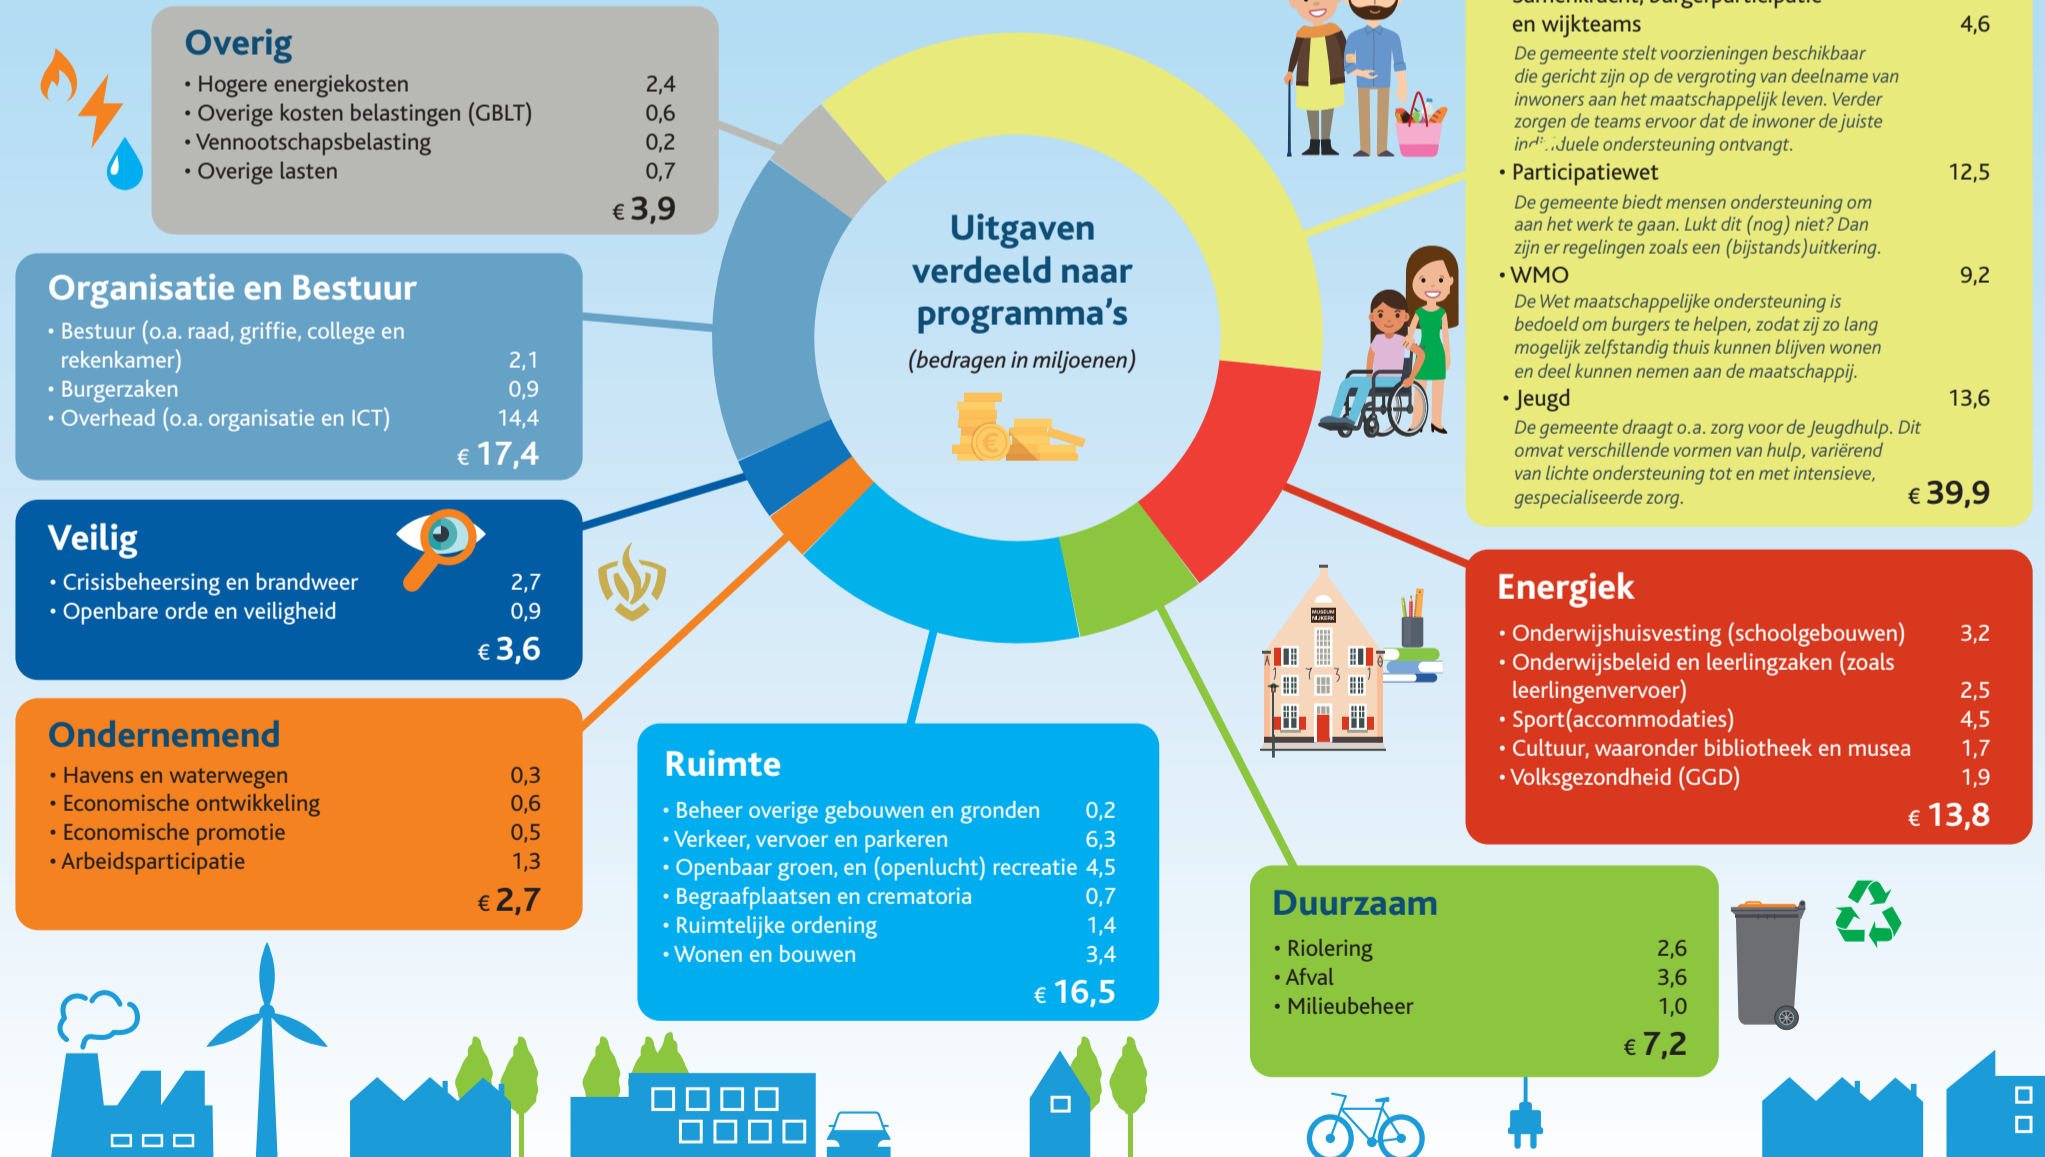 Overig
• Hogere energiekosten 2,4
• Overige kosten belastingen (GBLT) 0,6
• Vennootschapsbelasting 0,2
• Overige lasten 0,7
€ 3,9
Organisatie en Bestuur
• Bestuur (o.a. raad, griffie, college en
rekenkamer) 2,1
• Burgerzaken 0,9
• Overhead (o.a. organisatie en ICT) 14,4
€ 17,4
Veilig
• Crisisbeheersing en brandweer 2,7
• Openbare orde en veiligheid 0,9
€ 3,6
Ondernemend
• Havens en waterwegen 0,3
• Economische ontwikkeling 0,6
• Economische promotie 0,5
• Arbeidsparticipatie 1,3
€ 2,7
Uitgaven
verdeeld naar
programma's
(bedragen in miljoenen)
€
Ruimte
• Beheer overige gebouwen en gronden 0,2
• Verkeer, vervoer en parkeren 6,3
• Openbaar groen, en (openlucht) recreatie 4,5
• Begraafplaatsen en crematoria 0,7
• Ruimtelijke ordening 1,4
• Wonen en bouwen 3,4
€ 16,5
Samenkracht, burgerparticipatie
en wijkteams 4,6
De gemeente stelt voorzieningen beschikbaar
die gericht zijn op de vergroting van deelname van
inwoners aan het maatschappelijk leven. Verder
zorgen de teams ervoor dat de inwoner de juiste
individuele ondersteuning ontvangt.
• Participatiewet 12,5
De gemeente biedt mensen ondersteuning om
aan het werk te gaan. Lukt dit (nog) niet? Dan
zijn er regelingen zoals een (bijstands)uitkering.
• WMO 9,2
De Wet maatschappelijke ondersteuning is
bedoeld om burgers te helpen, zodat zij zo lang
mogelijk zelfstandig thuis kunnen blijven wonen
en deel kunnen nemen aan de maatschappij.
• Jeugd 13,6
De gemeente draagt o.a. zorg voor de Jeugdhulp. Dit
omvat verschillende vormen van hulp, variërend
van lichte ondersteuning tot en met intensieve,
gespecialiseerde zorg. € 39,9
MUSEUM
NIJKERK
A 1 7 3 1 0
Energiek
• Onderwijshuisvesting (schoolgebouwen) 3,2
• Onderwijsbeleid en leerlingzaken (zoals
leerlingenvervoer) 2,5
• Sport(accommodaties) 4,5
• Cultuur, waaronder bibliotheek en musea 1,7
• Volksgezondheid (GGD) 1,9
€ 13,8
Duurzaam
• Riolering 2,6
• Afval 3,6
• Milieubeheer 1,0
€ 7,2